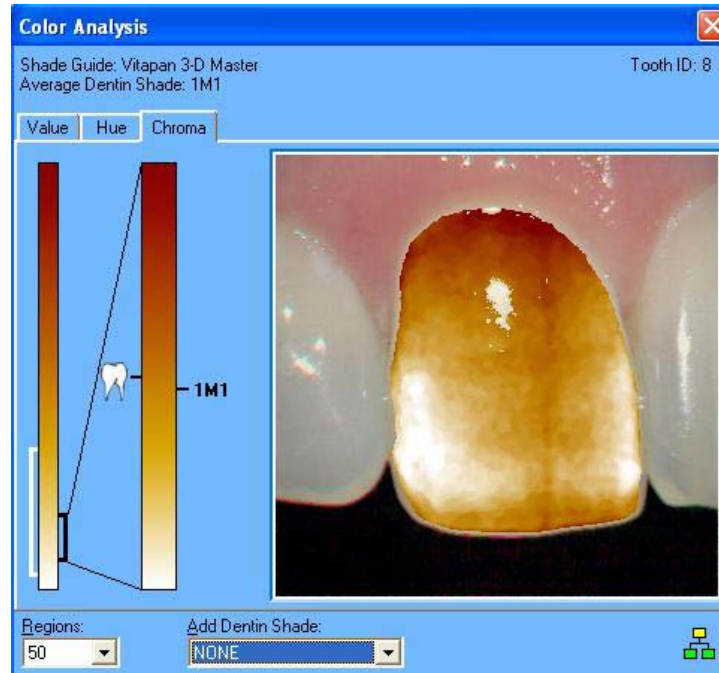 Color Analysis
Shade Guide: Vitapan 3-D Master
Tooth ID: 8
Average Dentin Shade: 1M1
Value Hue Chroma
1M1
Regions:
Add Dentin Shade:
50
NONE